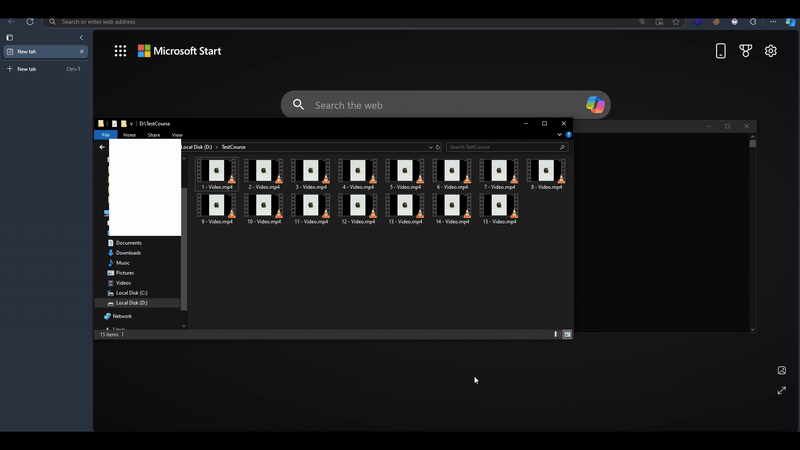 Search or enter web address
New tab
New tab Ctrl+T
Microsoft Start
Search the web
D:\TestCourse
File Home Share View
Local Disk (D:) › TestCourse
Search TestCourse
1 - Video.mp4 2 - Video.mp4 3 - Video.mp4 4 - Video.mp4 5 - Video.mp4 6 - Video.mp4 7 - Video.mp4 8 - Video.mp4
9 - Video.mp4 10 - Video.mp4 11 - Video.mp4 12 - Video.mp4 13 - Video.mp4 14 - Video.mp4 15 - Video.mp4
Documents
Downloads
Music
Pictures
Videos
Local Disk (C:)
Local Disk (D:)
Network
15 items